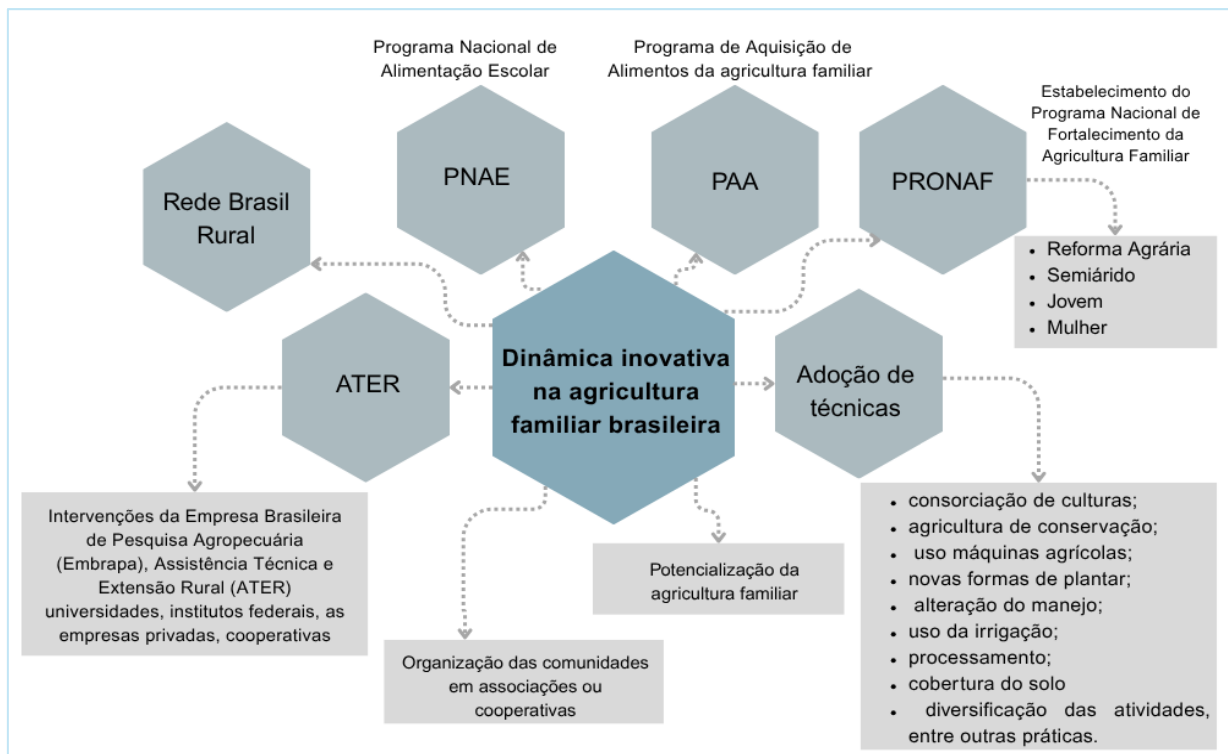 Programa Nacional de
Alimentação Escolar
Programa de Aquisição de
Alimentos da agricultura familiar
Estabelecimento do
Programa Nacional de
Fortalecimento da
Agricultura Familiar
Rede Brasil
Rural
PNAE
PAA
PRONAF
• Reforma Agrária
• Semiárido
• Jovem
• Mulher
ATER
Dinâmica inovativa
na agricultura
familiar brasileira
Adoção de
técnicas
Intervenções da Empresa Brasileira
de Pesquisa Agropecuária
(Embrapa), Assistência Técnica e
Extensão Rural (ATER)
universidades, institutos federais, as
empresas privadas, cooperativas
Organização das comunidades
em associações ou
cooperativas
Potencialização da
agricultura familiar
• consorciação de culturas;
• agricultura de conservação;
• uso máquinas agrícolas;
• novas formas de plantar;
• alteração do manejo;
• uso da irrigação;
• processamento;
• cobertura do solo
• diversificação das atividades,
entre outras práticas.